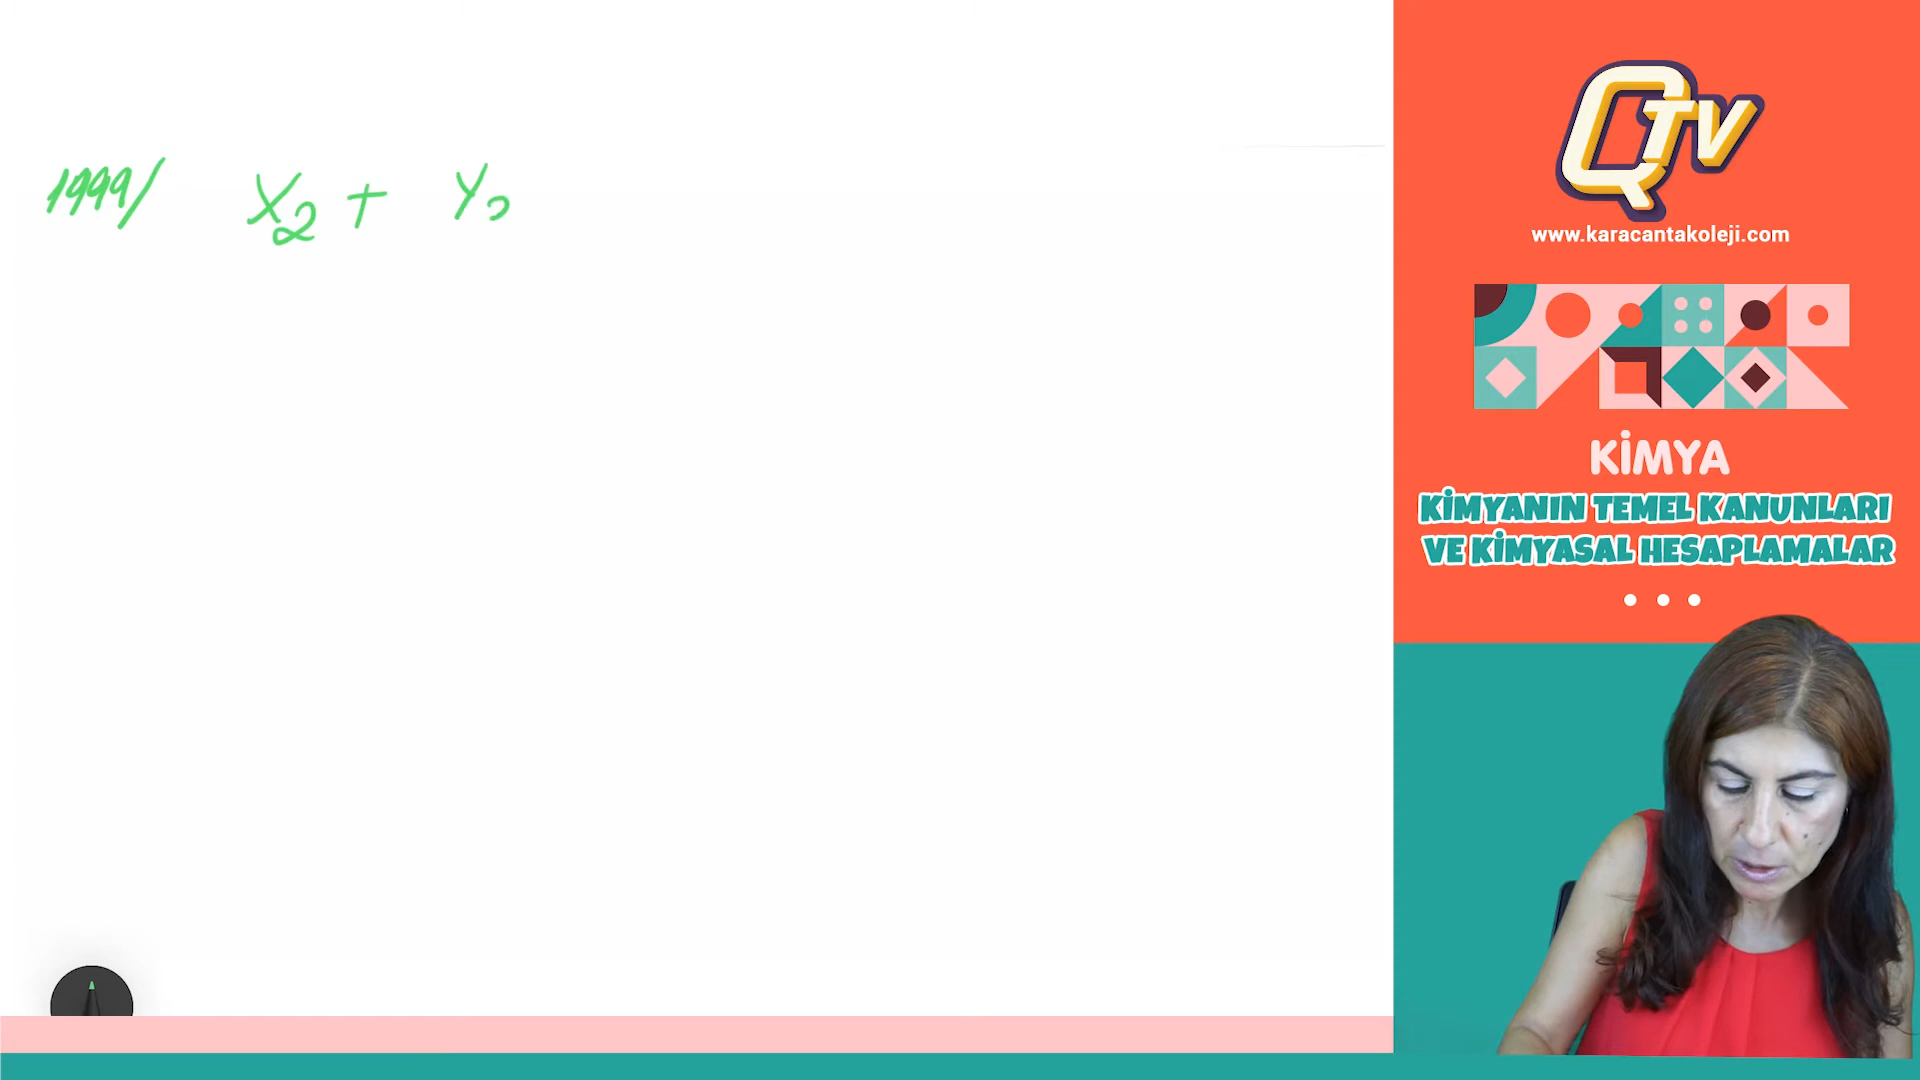 1999/ X2 + Y2
QTV
www.karacantakoleji.com
KİMYA
KİMYANIN TEMEL KANUNLARI
VE KİMYASAL HESAPLAMALAR